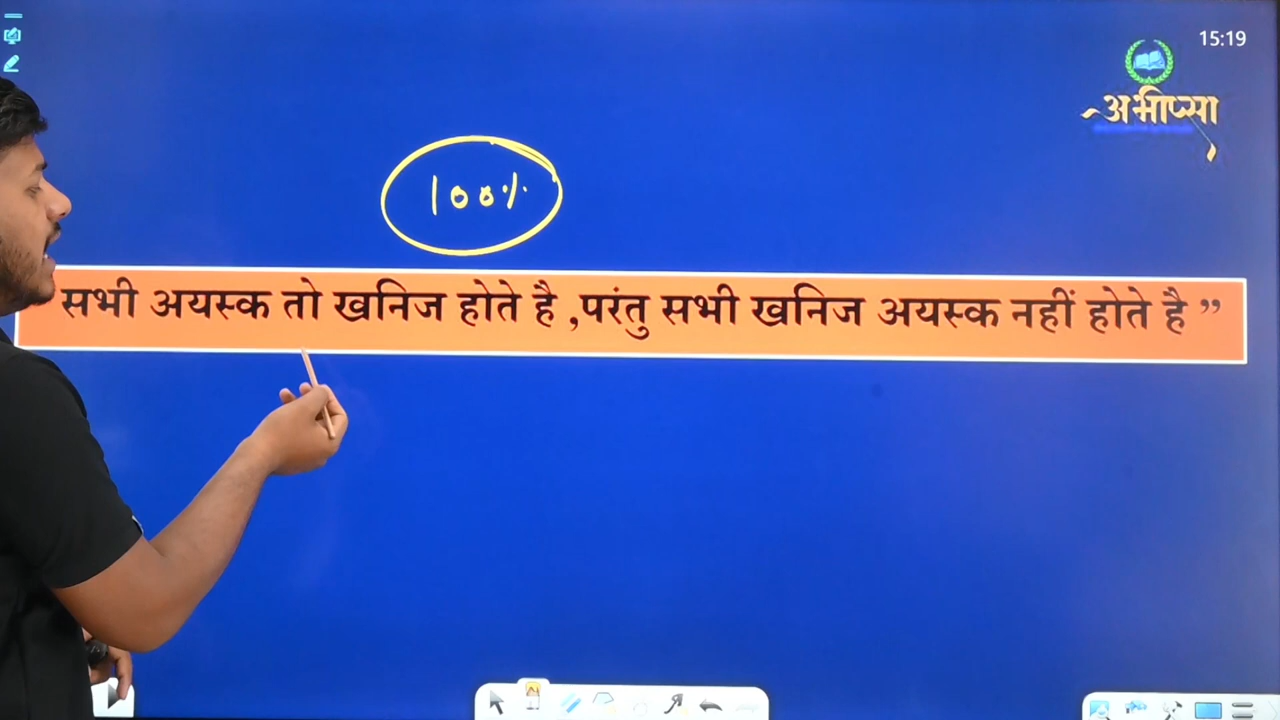 15:19
अभीप्सा
100%
सभी अयस्क तो खनिज होते है ,परंतु सभी खनिज अयस्क नहीं होते है ”